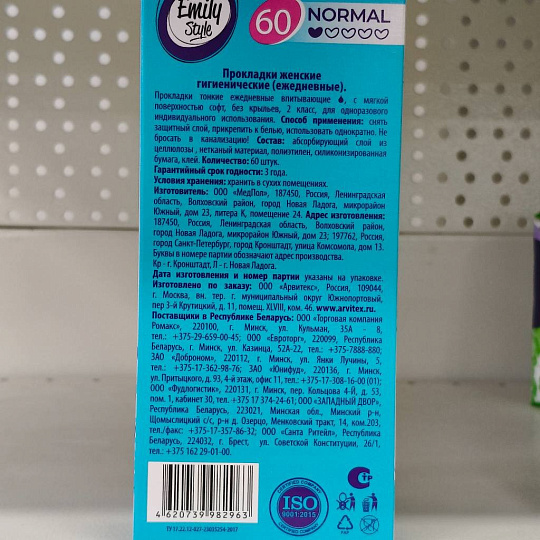 Emily
Style
60
NORMAL
Прокладки женские
гигиенические (ежедневные).
Прокладки тонкие ежедневные впитывающие , с мягкой
поверхностью софт, без крыльев, 2 класс, для одноразового
индивидуального использования. Способ применения: снять
защитный слой, прикрепить к белью, использовать однократно. Не
бросать в канализацию! Состав: абсорбирующий слой из
целлюлозы , нетканый материал, полиэтилен, силиконизированная
бумага, клей. Количество: 60 штук.
Гарантийный срок годности: 3 года.
Условия хранения: хранить в сухих помещениях.
Изготовитель: ООО «МедПол», 187450, Россия, Ленинградская
область, Волховский район, город Новая Ладога, микрорайон
Южный, дом 23, литера К, помещение 24. Адрес изготовления:
187450, Россия, Ленинградская область, Волховский район,
город Новая Ладога, микрорайон Южный, дом 23; 197762, Россия,
город Санкт-Петербург, город Кронштадт, улица Комсомола, дом 13.
Буквы в номере партии обозначают адрес производства.
Кр - г. Кронштадт, Л - г. Новая Ладога.
Дата изготовления и номер партии указаны на упаковке.
Изготовлено по заказу: ООО «Арвитекс», Россия, 109044,
г. Москва, вн. тер. г. муниципальный округ Южнопортовый,
пер 3-й Крутицкий, д. 11, помещ. XLVIII, ком. 46. www.arvitex.ru.
Поставщики в Республике Беларусь: ООО «Торговая компания
Ромакс», 220100, г. Минск, ул. Кульман, 35А - 8,
тел.: +375-29-659-00-45; ООО «Евроторг», 220099, Республика
Беларусь, г. Минск, ул. Казинца, 52А-22, тел.: +375-7888-880;
ЗАО «Доброном», 220112, г. Минск, ул. Янки Лучины, 5,
тел.: +375-17-362-98-76; ЗАО «Юнифуд», 220136, г. Минск,
ул. Притыцкого, д. 93, 4-й этаж, офис 11, тел.: +375-17-308-16-00 (01);
ООО «Фудлогистик», 220131, г. Минск, пер. Кольцова 4-Й, д. 53,
пом. 1, кабинет 30, тел: +375 17 374-24-61; ООО «ЗАПАДНЫЙ ДВОР»,
Республика Беларусь, 223021, Минская обл., Минский р-н,
Щомыслицкий с/с, р-н д. Озерцо, Меньковский тракт, 14, ком.203,
тел./факс: +375-17-357-86-32; ООО «Санта Ритейл», Республика
Беларусь, 224032, г. Брест, ул. Советской Конституции, 26/1,
тел.: +375 162 29-01-00.
4 620739 982963
CERTIFIED COMPANY
ISO
9001:2015
CERTIFIED COMPANY